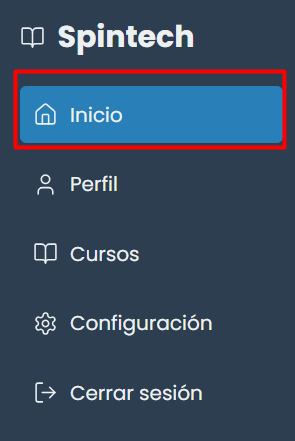 Spintech
Inicio
Perfil
Cursos
Configuración
Cerrar sesión